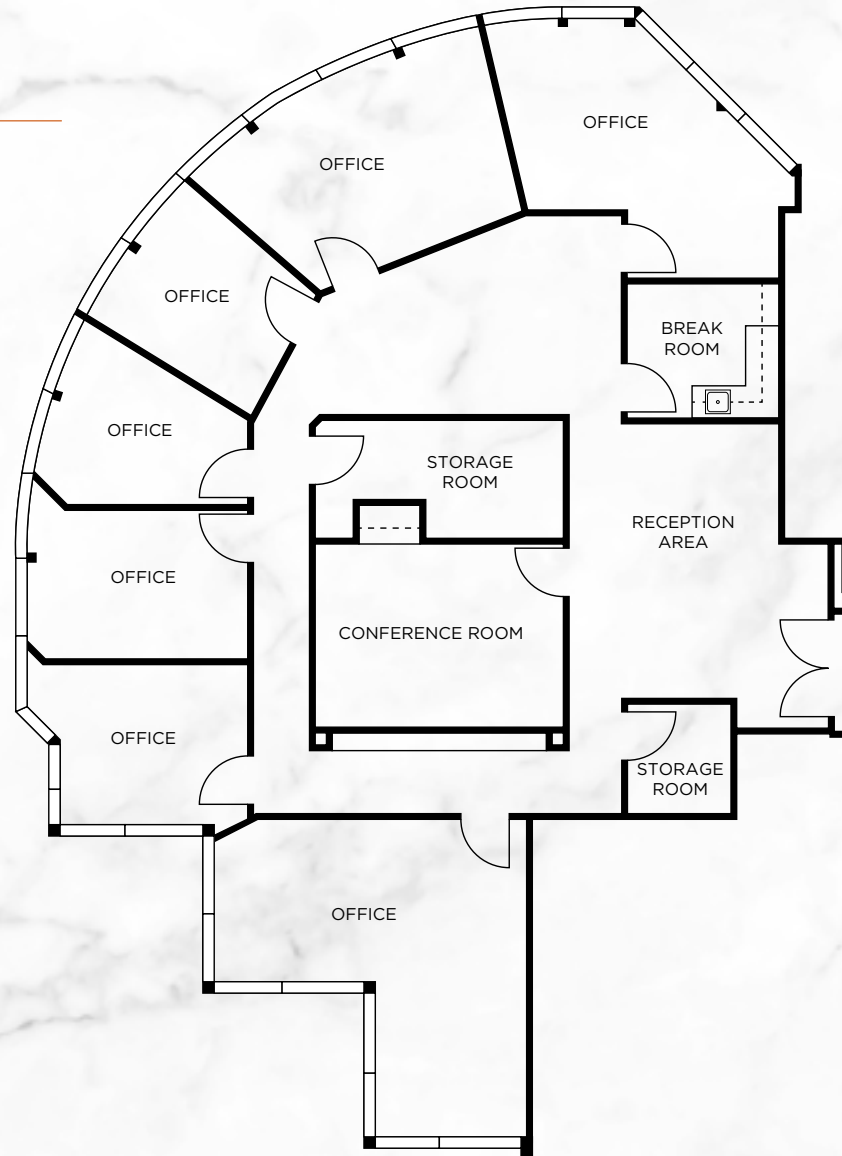 OFFICE
OFFICE
OFFICE
BREAK
ROOM
OFFICE
STORAGE
ROOM
RECEPTION
AREA
OFFICE
CONFERENCE ROOM
OFFICE
STORAGE
ROOM
OFFICE